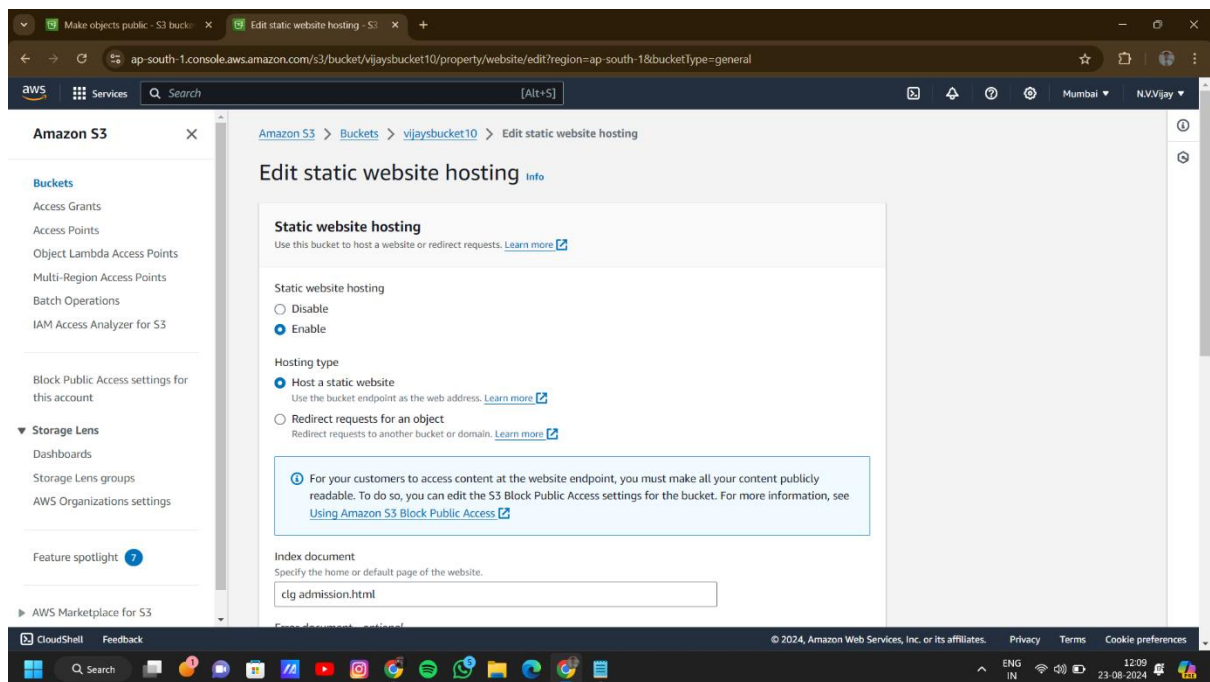 Make objects public - S3 bucke
Edit static website hosting - S3
ap-south-1.console.aws.amazon.com/s3/bucket/vijaysbucket10/property/website/edit?region=ap-south-1&bucketType=general
aws
Services
Search
[Alt+S]
Mumbai
N.V.Vijay
Amazon S3
Buckets
Access Grants
Access Points
Object Lambda Access Points
Multi-Region Access Points
Batch Operations
IAM Access Analyzer for S3
Block Public Access settings for
this account
Storage Lens
Dashboards
Storage Lens groups
AWS Organizations settings
Feature spotlight 7
AWS Marketplace for S3
Amazon S3 > Buckets > vijaysbucket10 > Edit static website hosting
Edit static website hosting Info
Static website hosting
Use this bucket to host a website or redirect requests. Learn more
Static website hosting
Disable
Enable
Hosting type
Host a static website
Use the bucket endpoint as the web address. Learn more
Redirect requests for an object
Redirect requests to another bucket or domain. Learn more
For your customers to access content at the website endpoint, you must make all your content publicly
readable. To do so, you can edit the S3 Block Public Access settings for the bucket. For more information, see
Using Amazon S3 Block Public Access
Index document
Specify the home or default page of the website.
clg admission.html
Error document - optional
CloudShell Feedback
© 2024, Amazon Web Services, Inc. or its affiliates. Privacy Terms Cookie preferences
Search
ENG
IN
12:09
23-08-2024